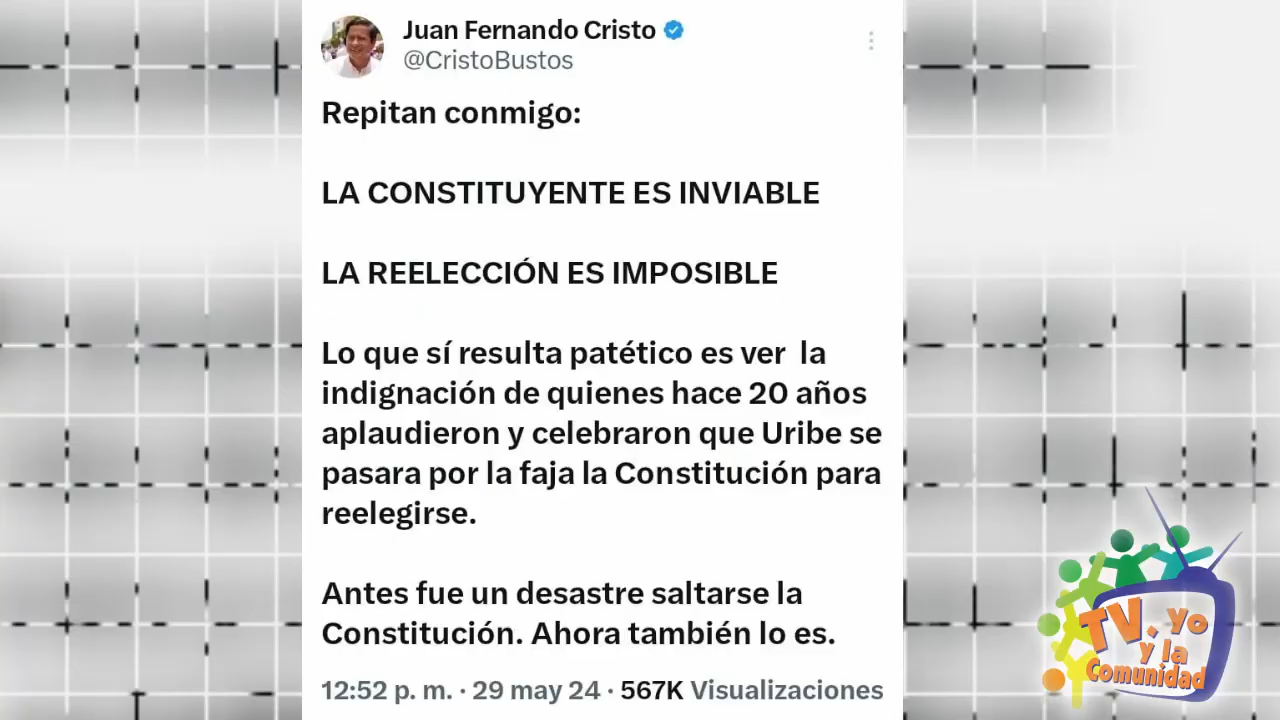 Juan Fernando Cristo
@CristoBustos
Repitan conmigo:
LA CONSTITUYENTE ES INVIABLE
LA REELECCIÓN ES IMPOSIBLE
Lo que sí resulta patético es ver la
indignación de quienes hace 20 años
aplaudieron y celebraron que Uribe se
pasara por la faja la Constitución para
reelegirse.
Antes fue un desastre saltarse la
Constitución. Ahora también lo es.
12:52 p. m. · 29 may 24 · 567K Visualizaciones
TV, yo
y la
Comunidad